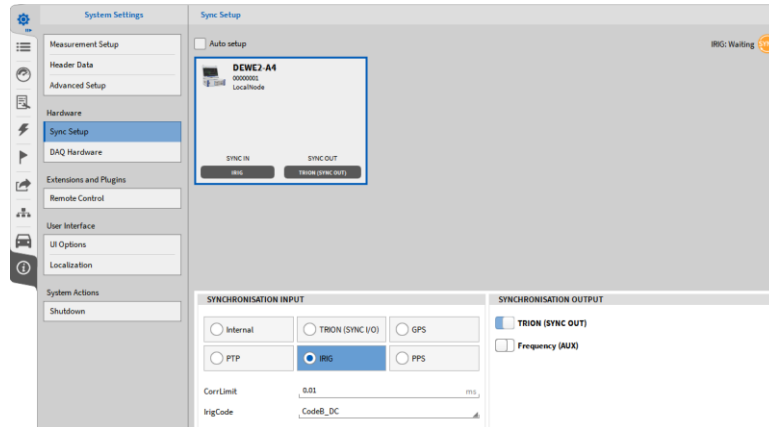 System Settings
Sync Setup
Measurement Setup
Header Data
Advanced Setup
Hardware
Sync Setup
DAQ Hardware
Extensions and Plugins
Remote Control
User Interface
UI Options
Localization
System Actions
Shutdown
Auto setup
IRIG: Waiting
DEWE2-A4
00000001
LocalNode
SYNC IN
SYNC OUT
IRIG
TRION (SYNC OUT)
SYNCHRONISATION INPUT
Internal
TRION (SYNC I/O)
GPS
PTP
IRIG
PPS
CorrLimit
0.01
ms
IrigCode
CodeB_DC
SYNCHRONISATION OUTPUT
TRION (SYNC OUT)
Frequency (AUX)